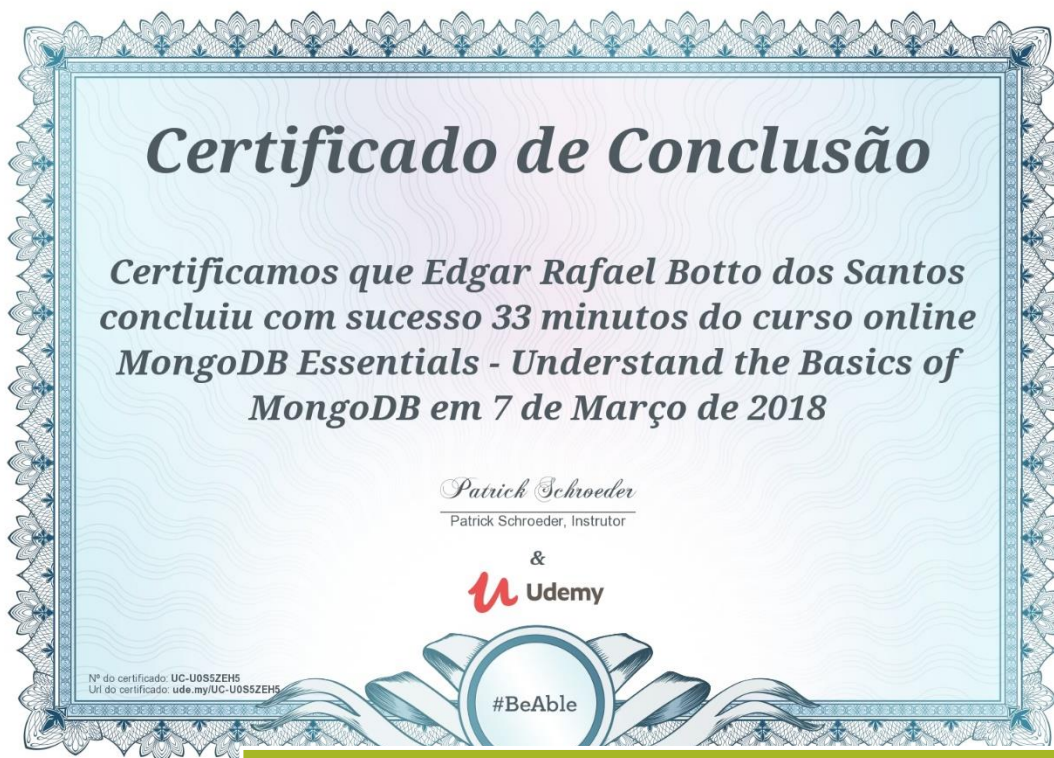 Certificado de Conclusão
Certificamos que Edgar Rafael Botto dos Santos
concluiu com sucesso 33 minutos do curso online
MongoDB Essentials - Understand the Basics of
MongoDB em 7 de Março de 2018
Patrick Schroeder
Patrick Schroeder, Instrutor
&
Udemy
Nº do certificado: UC-U0S5ZEH5
Url do certificado: ude.my/UC-U0S5ZEH5
#BeAble